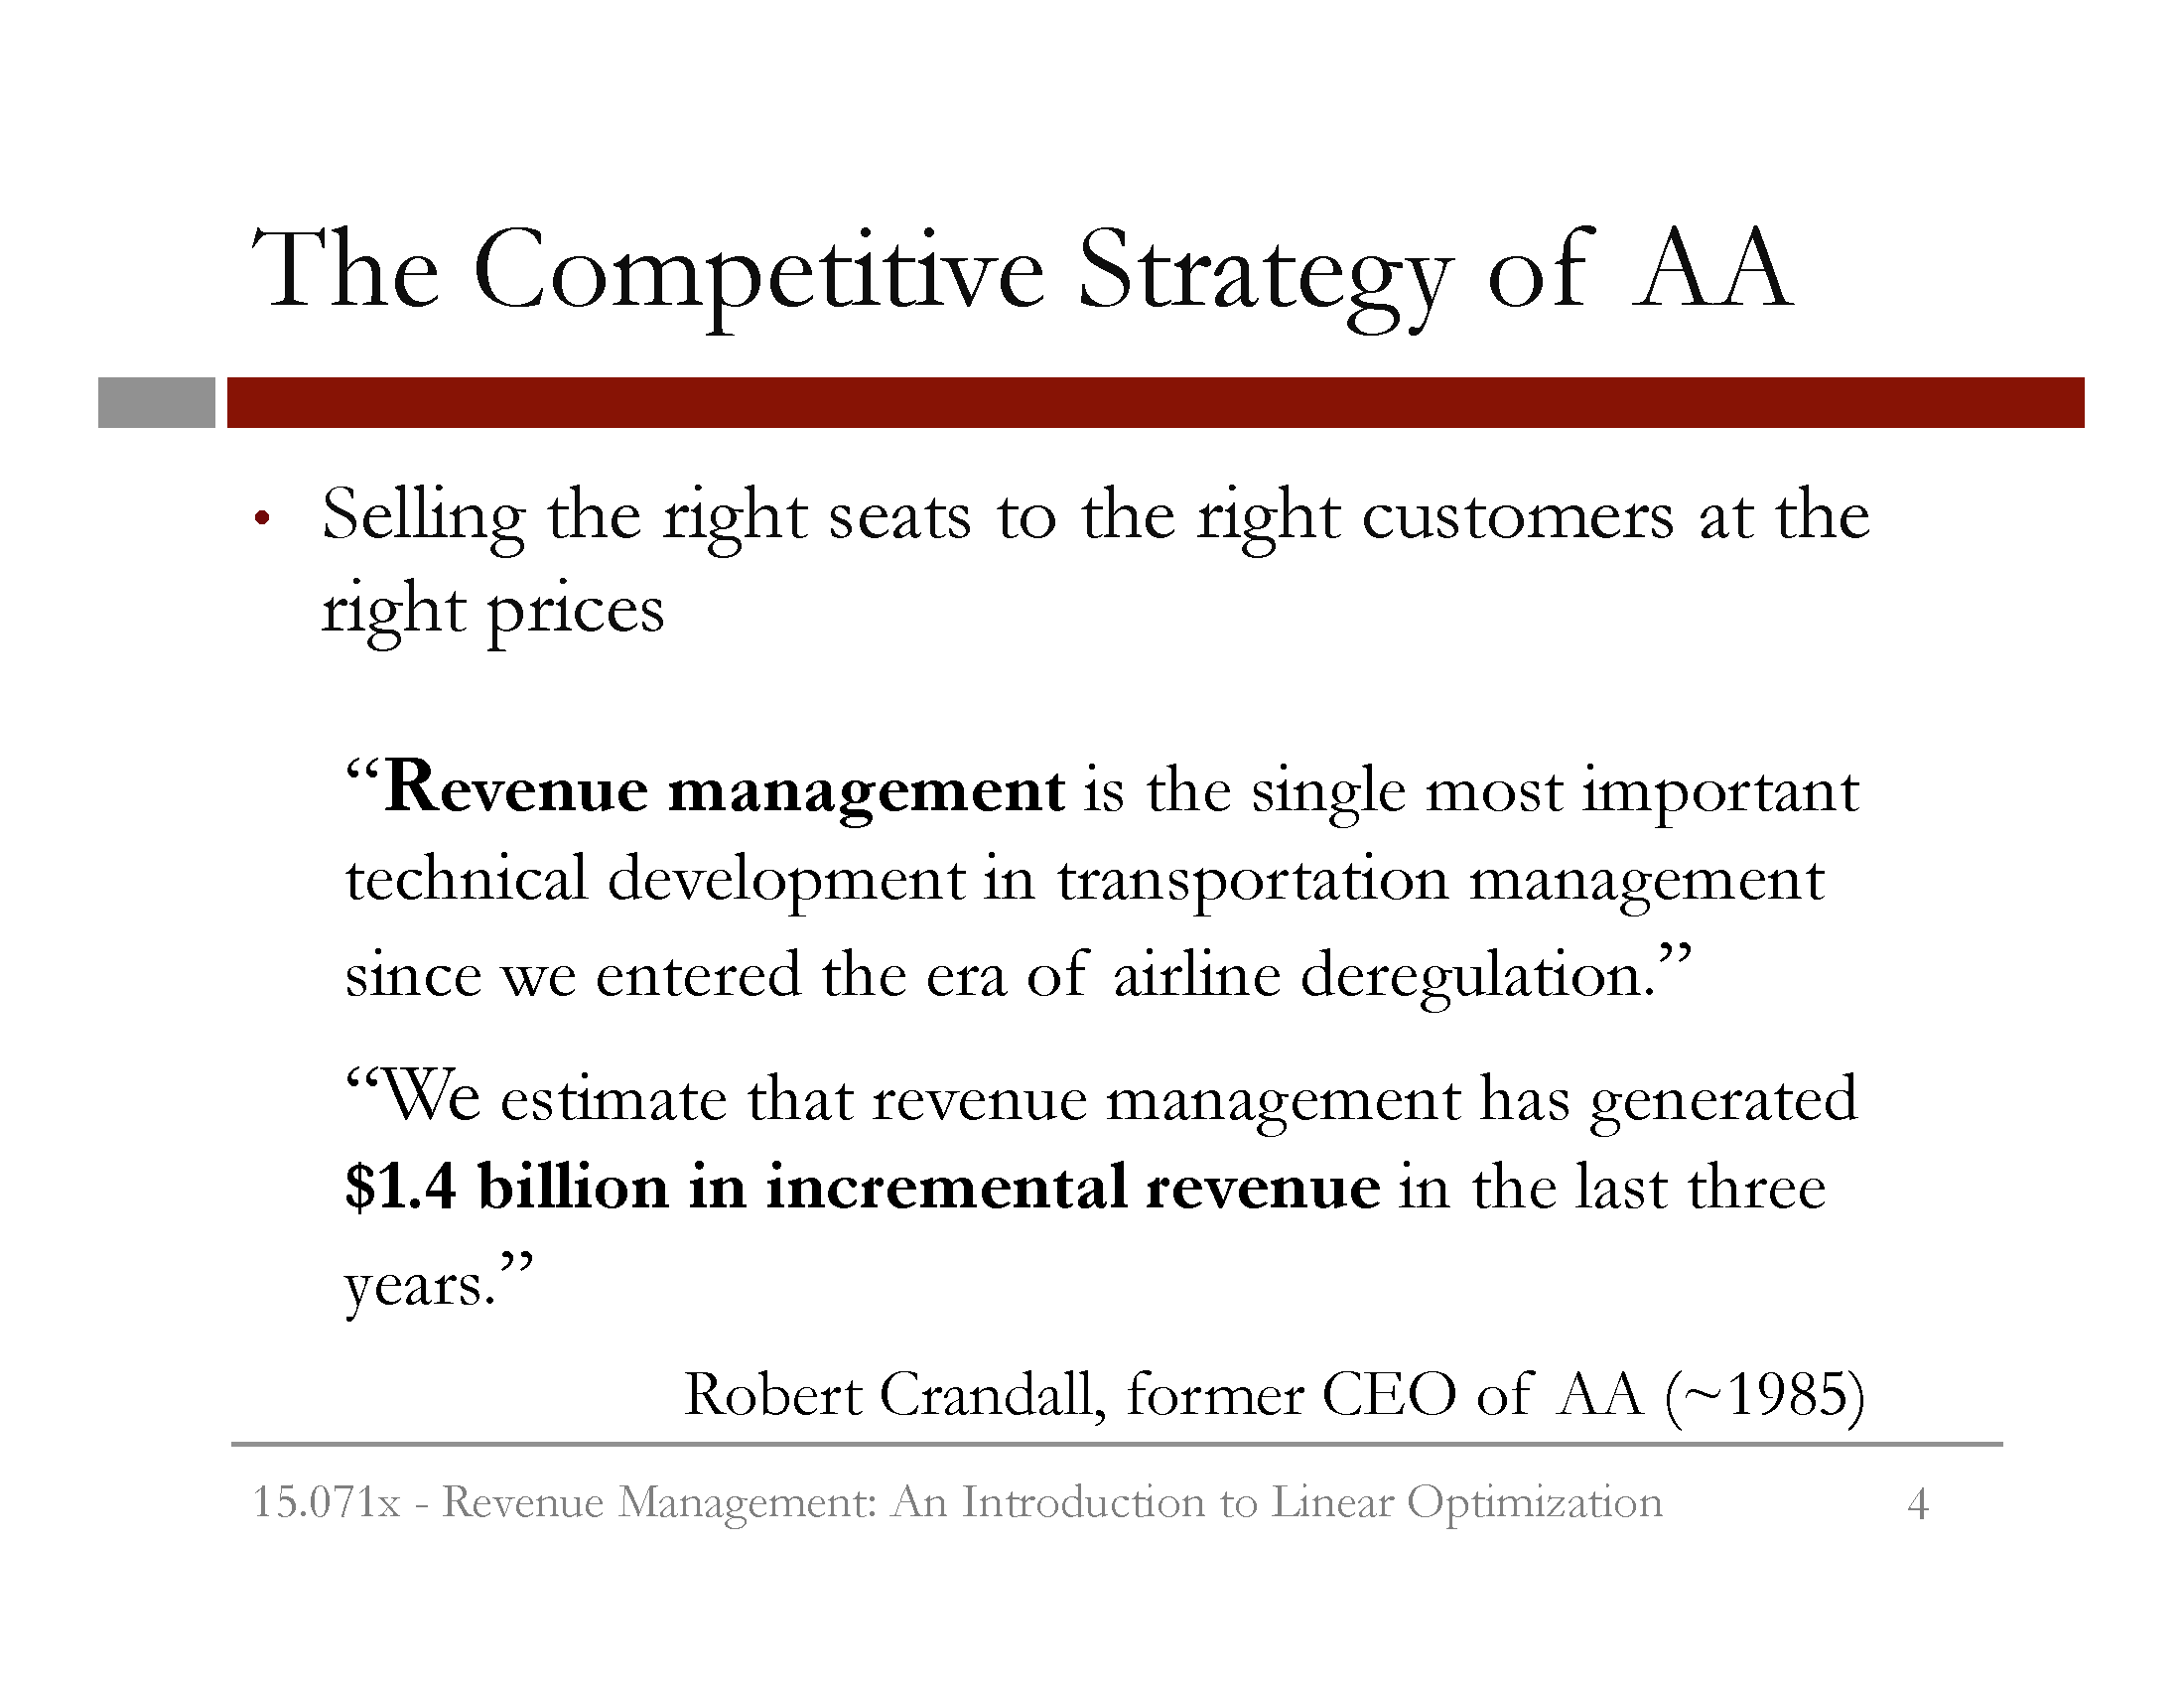 The Competitive Strategy of AA
• Selling the right seats to the right customers at the
right prices
“Revenue management is the single most important
technical development in transportation management
since we entered the era of airline deregulation.”
“We estimate that revenue management has generated
$1.4 billion in incremental revenue in the last three
years.”
Robert Crandall, former CEO of AA (~1985)
15.071x - Revenue Management: An Introduction to Linear Optimization 4